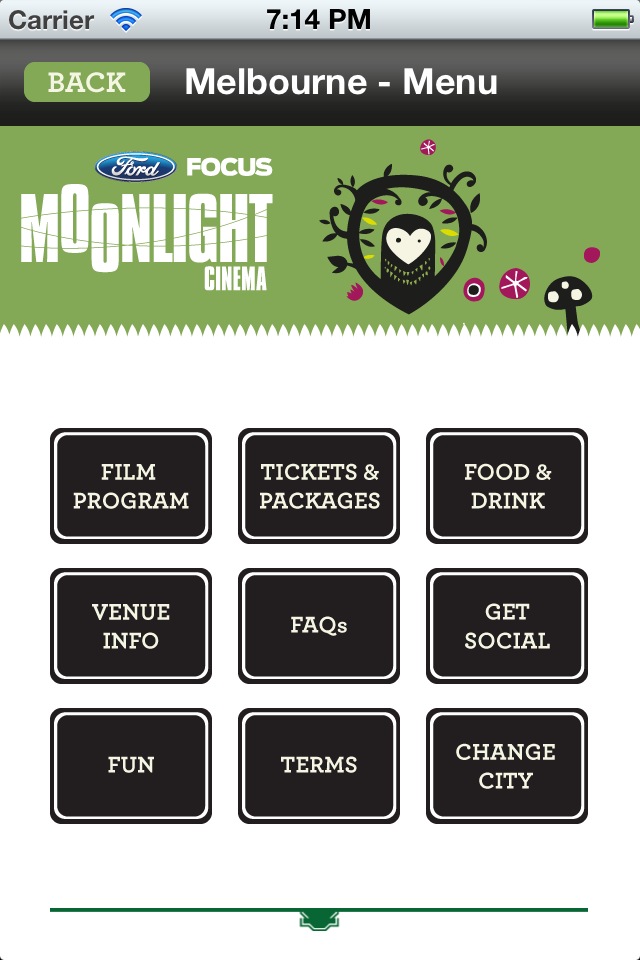 Carrier 7:14 PM
BACK Melbourne - Menu
Ford FOCUS
MOONLIGHT
CINEMA
FILM
PROGRAM
TICKETS &
PACKAGES
FOOD &
DRINK
VENUE
INFO
FAQs
GET
SOCIAL
FUN
TERMS
CHANGE
CITY